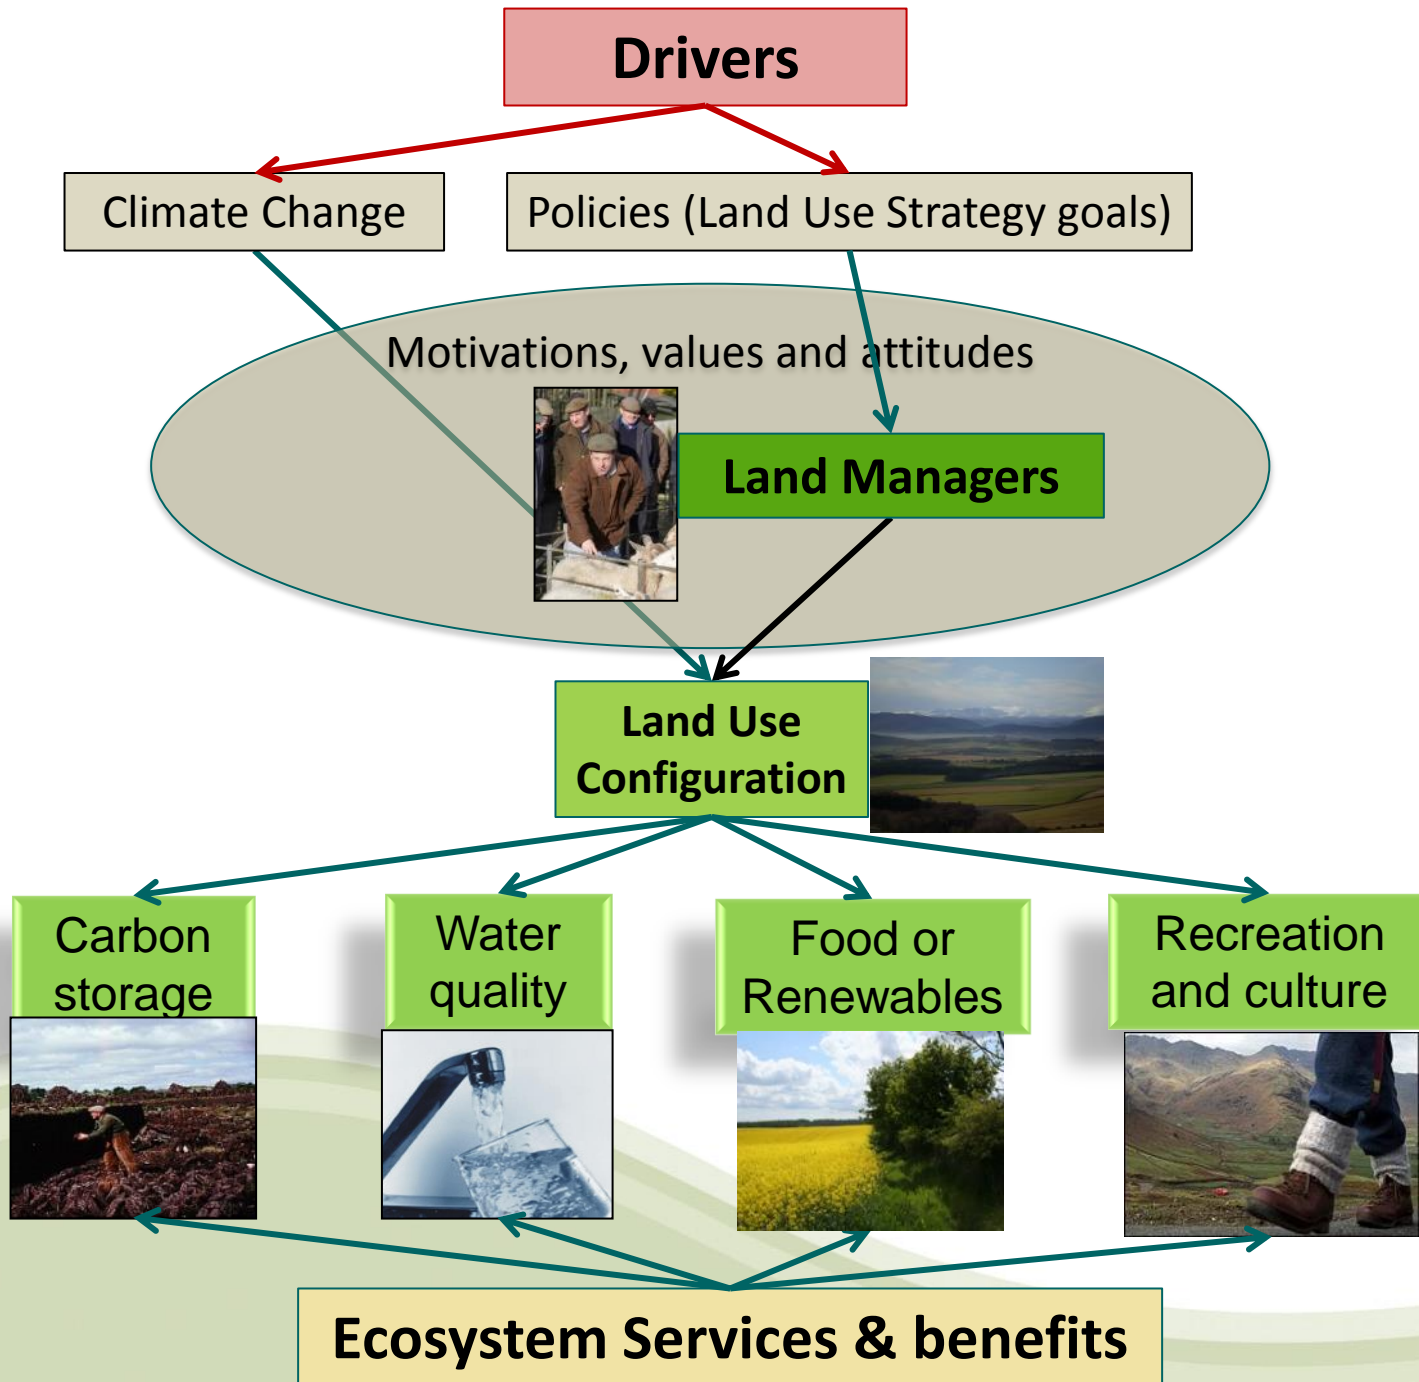 Drivers
Climate Change
Policies (Land Use Strategy goals)
Motivations, values and attitudes
Land Managers
Land Use
Configuration
Carbon
storage
Water
quality
Food or
Renewables
Recreation
and culture
Ecosystem Services & benefits